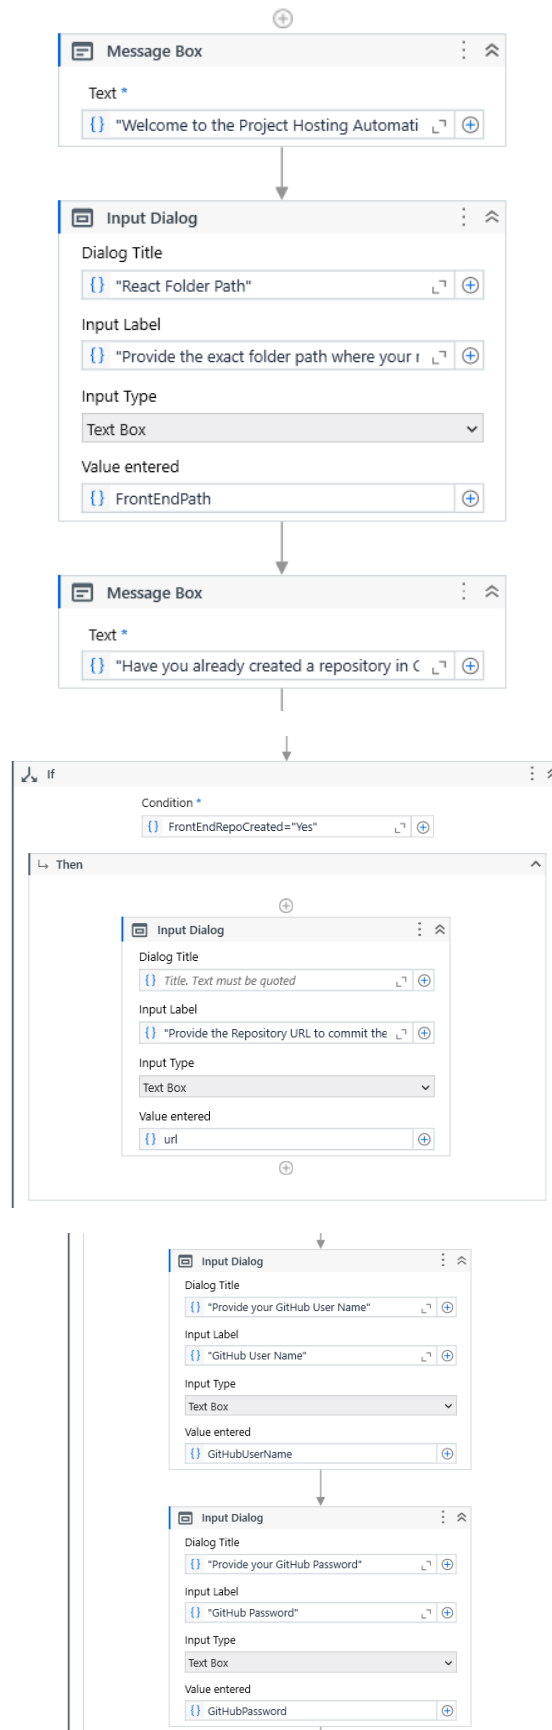 Message Box
Text *
"Welcome to the Project Hosting Automati
Input Dialog
Dialog Title
"React Folder Path"
Input Label
"Provide the exact folder path where your
Input Type
Text Box
Value entered
FrontEndPath
Message Box
Text *
"Have you already created a repository in
If
Condition *
FrontEndRepoCreated="Yes"
Then
Input Dialog
Dialog Title
Title. Text must be quoted
Input Label
"Provide the Repository URL to commit the
Input Type
Text Box
Value entered
url
Input Dialog
Dialog Title
"Provide your GitHub User Name"
Input Label
"GitHub User Name"
Input Type
Text Box
Value entered
GitHubUserName
Input Dialog
Dialog Title
"Provide your GitHub Password"
Input Label
"GitHub Password"
Input Type
Text Box
Value entered
GitHubPassword